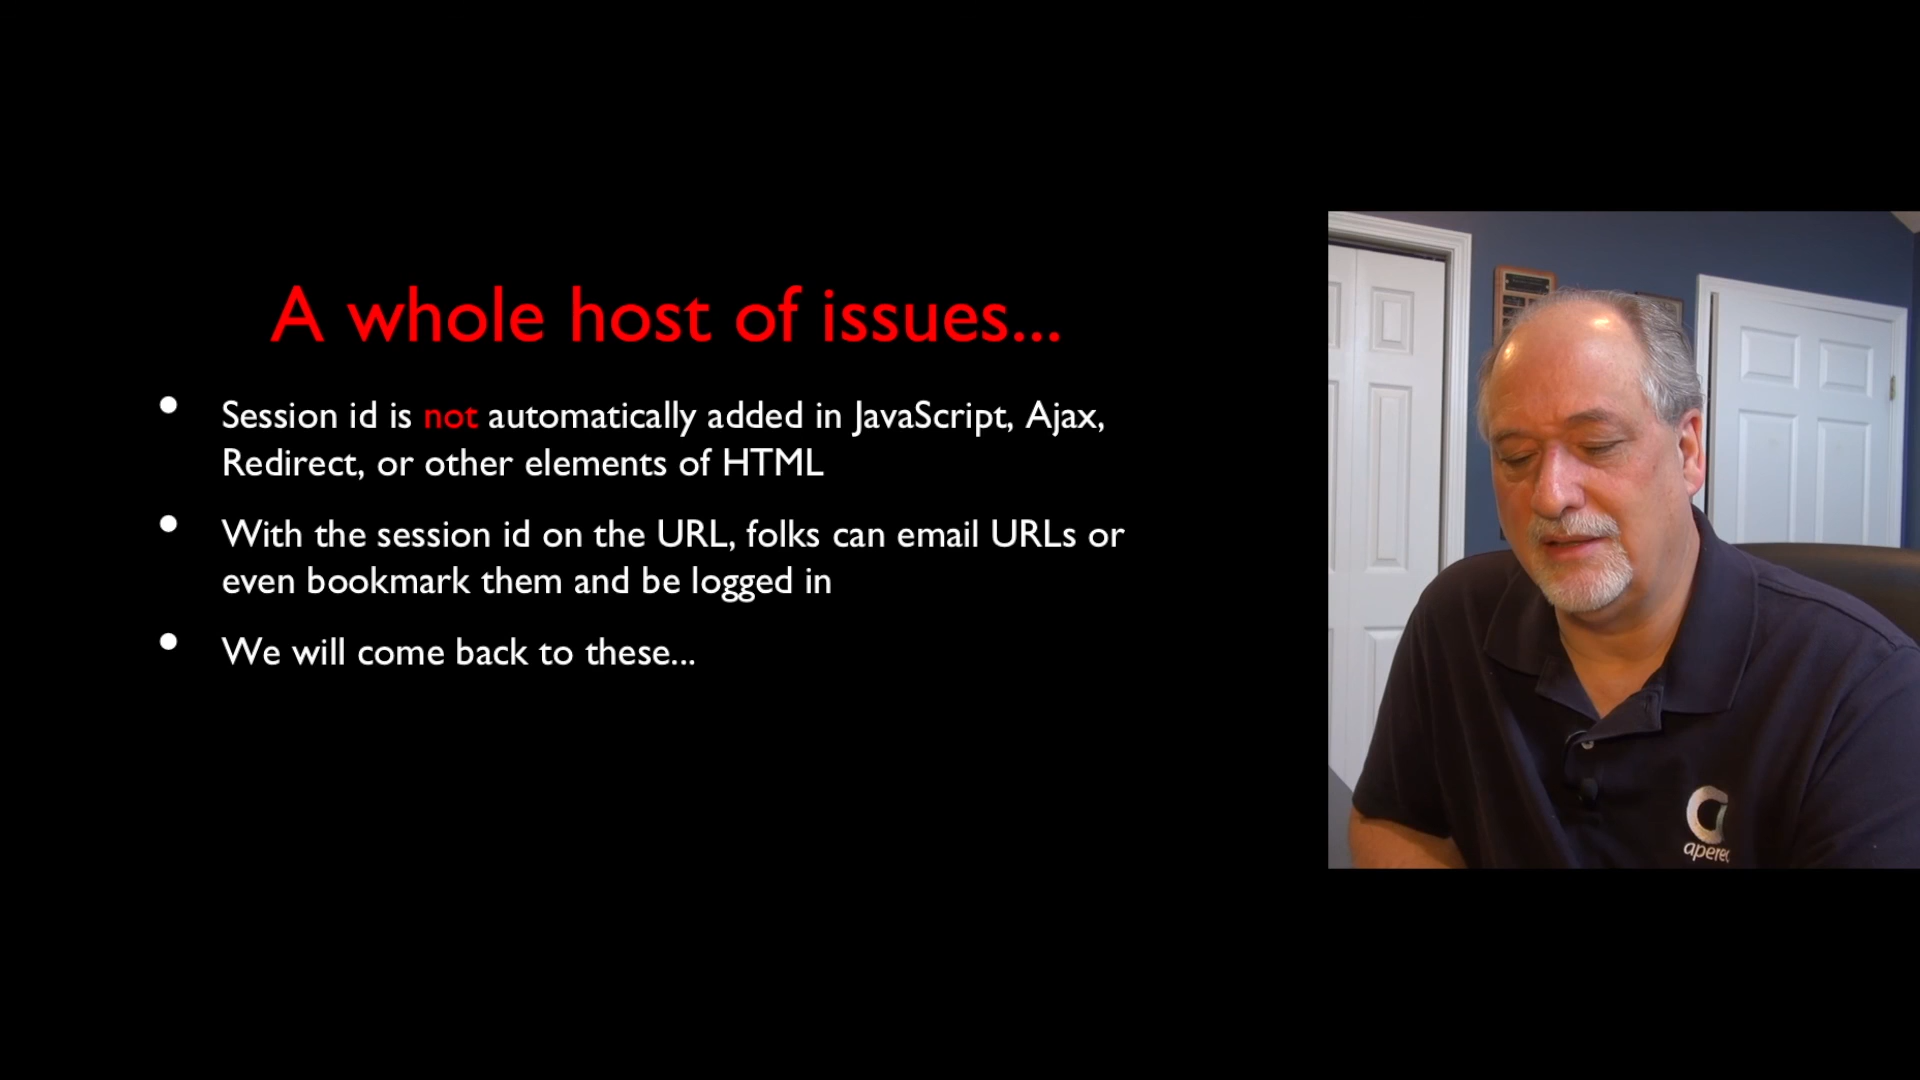 A whole host of issues...
• Session id is not automatically added in JavaScript, Ajax,
Redirect, or other elements of HTML
• With the session id on the URL, folks can email URLs or
even bookmark them and be logged in
• We will come back to these...